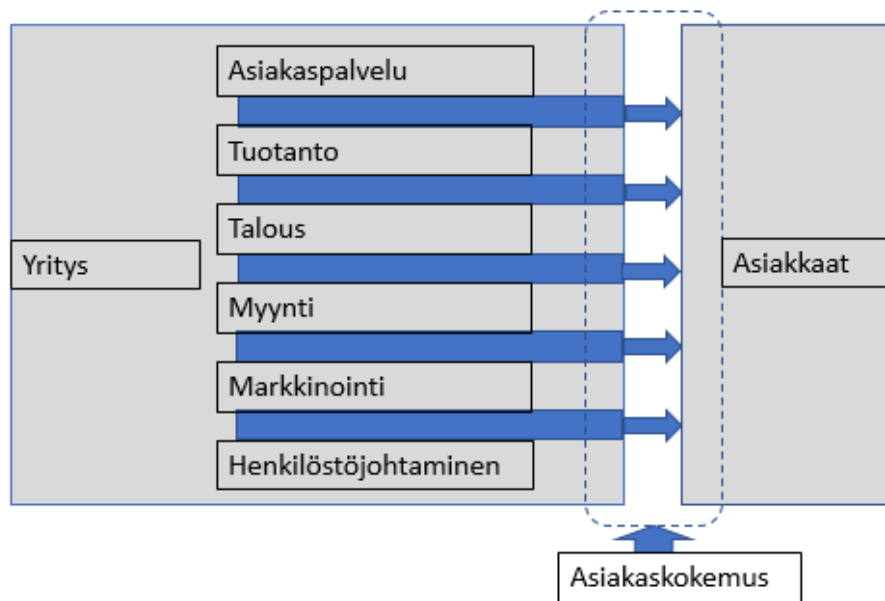 Asiakaspalvelu
Tuotanto
Talous
Yritys
Asiakkaat
Myynti
Markkinointi
Henkilöstöjohtaminen
Asiakaskokemus